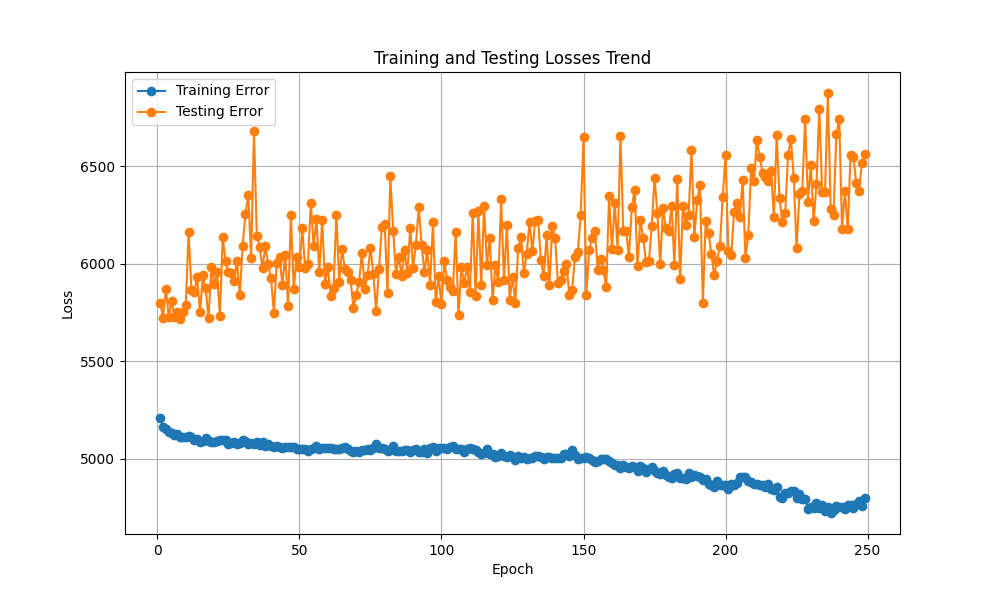 Training and Testing Losses Trend
Training Error
Testing Error
6500
6000
5500
5000
Loss
0
50
100
150
200
250
Epoch